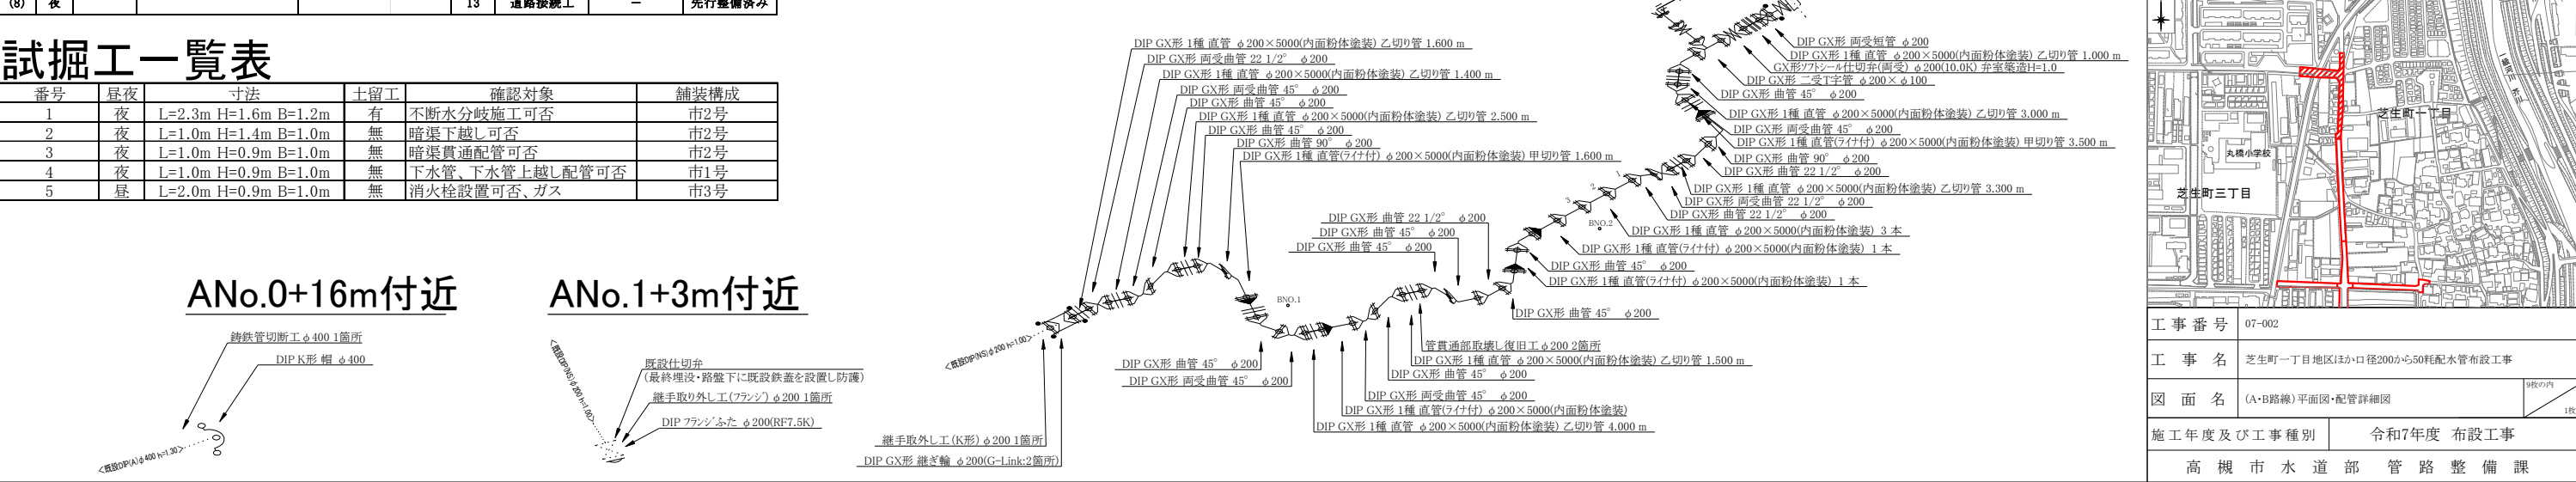 (8) 夜 13 道路接続工 － 先行整備済み
試掘工一覧表
番号 昼夜 寸法 土留工 確認対象 舗装構成
1 夜 L=2.3m H=1.6m B=1.2m 有 不断水分岐施工可否 市2号
2 夜 L=1.0m H=1.4m B=1.0m 無 暗渠下越し可否 市2号
3 夜 L=1.0m H=0.9m B=1.0m 無 暗渠貫通配管可否 市2号
4 夜 L=1.0m H=0.9m B=1.0m 無 下水管、下水管上越し配管可否 市1号
5 昼 L=2.0m H=0.9m B=1.0m 無 消火栓設置可否、ガス 市3号
ANo.0+16m付近
鋳鉄管切断工φ400 1箇所
DIP K形 帽 φ400
<既設DIP(A)φ400 h=1.30>
ANo.1+3m付近
<既設DIP(NS)φ200 h=1.00>
既設仕切弁
(最終埋没・路盤下に既設鉄蓋を設置し防護)
継手取り外し工(フランジ) φ200 1箇所
DIP フランジふた φ200(RF7.5K)
DIP GX形 1種 直管 φ200×5000(内面粉体塗装) 乙切り管 1.600 m
DIP GX形 両受曲管 22 1/2° φ200
DIP GX形 1種 直管 φ200×5000(内面粉体塗装) 乙切り管 1.400 m
DIP GX形 両受曲管 45° φ200
DIP GX形 曲管 45° φ200
DIP GX形 1種 直管 φ200×5000(内面粉体塗装) 乙切り管 2.500 m
DIP GX形 曲管 45° φ200
DIP GX形 曲管 90° φ200
DIP GX形 1種 直管(ライナ付) φ200×5000(内面粉体塗装) 甲切り管 1.600 m
<既設DIP(NS)φ200 h=1.00>
BNO.1
継手取外し工(K形) φ200 1箇所
DIP GX形 継ぎ輪 φ200(G-Link:2箇所)
DIP GX形 曲管 45° φ200
DIP GX形 両受曲管 45° φ200
DIP GX形 曲管 22 1/2° φ200
DIP GX形 曲管 45° φ200
DIP GX形 曲管 45° φ200
DIP GX形 曲管 45° φ200
管貫通部取壊し復旧工φ200 2箇所
DIP GX形 1種 直管 φ200×5000(内面粉体塗装) 乙切り管 1.500 m
DIP GX形 曲管 45° φ200
DIP GX形 両受曲管 45° φ200
DIP GX形 1種 直管(ライナ付) φ200×5000(内面粉体塗装)
DIP GX形 1種 直管 φ200×5000(内面粉体塗装) 乙切り管 4.000 m
DIP GX形 両受短管 φ200
DIP GX形 1種 直管 φ200×5000(内面粉体塗装) 乙切り管 1.000 m
GX形ソフトシール仕切弁(両受) φ200(10.0K) 弁室築造H=1.0
DIP GX形 二受T字管 φ200×φ100
DIP GX形 曲管 45° φ200
DIP GX形 1種 直管 φ200×5000(内面粉体塗装) 乙切り管 3.000 m
DIP GX形 両受曲管 45° φ200
DIP GX形 1種 直管(ライナ付) φ200×5000(内面粉体塗装) 甲切り管 3.500 m
DIP GX形 曲管 90° φ200
DIP GX形 曲管 22 1/2° φ200
DIP GX形 1種 直管 φ200×5000(内面粉体塗装) 乙切り管 3.300 m
DIP GX形 両受曲管 22 1/2° φ200
DIP GX形 曲管 22 1/2° φ200
1
2
3
BNO.2
DIP GX形 1種 直管 φ200×5000(内面粉体塗装) 3 本
DIP GX形 1種 直管(ライナ付) φ200×5000(内面粉体塗装) 1 本
DIP GX形 曲管 45° φ200
DIP GX形 1種 直管(ライナ付) φ200×5000(内面粉体塗装) 1 本
芝生町一丁目
丸橋小学校
芝生町三丁目
工事番号 07-002
工事名 芝生町一丁目地区ほか口径200から50粍配水管布設工事
図面名 (A・B路線)平面図・配管詳細図 9枚の内 1枚
施工年度及び工事種別 令和7年度 布設工事
高槻市水道部 管路整備課